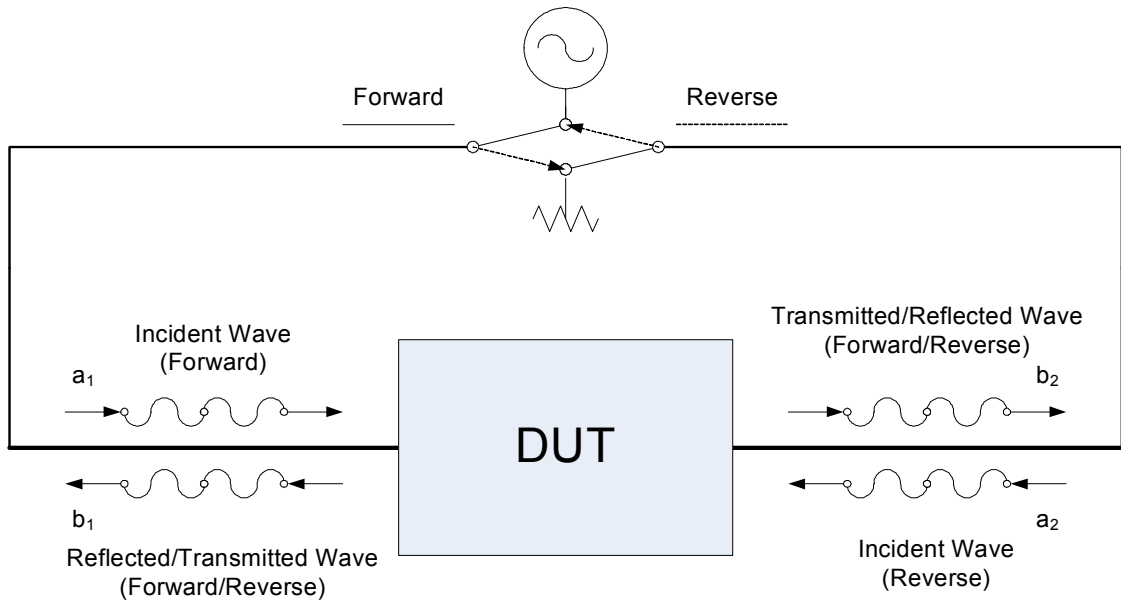 Forward
Reverse
Incident Wave
(Forward)
a₁
Transmitted/Reflected Wave
(Forward/Reverse)
b₂
DUT
b₁
Reflected/Transmitted Wave
(Forward/Reverse)
a₂
Incident Wave
(Reverse)